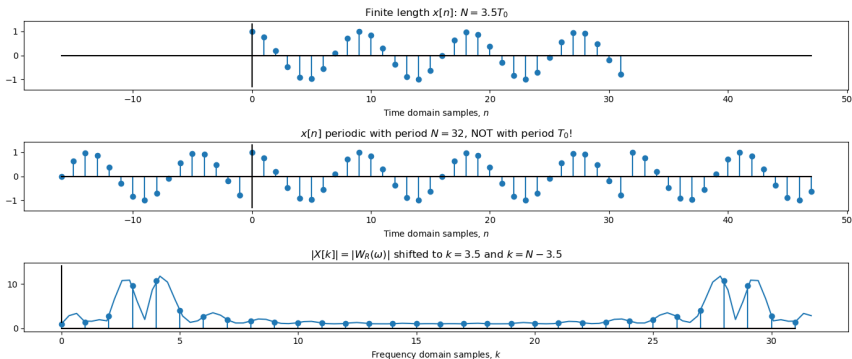 Finite length x[n]: N = 3.5T₀
1
0
−1
−10 0 10 20 30 40 50
Time domain samples, n
x[n] periodic with period N = 32, NOT with period T₀!
1
0
−1
−10 0 10 20 30 40 50
Time domain samples, n
|X[k]| = |W_R(ω)| shifted to k = 3.5 and k = N − 3.5
10
0
0 5 10 15 20 25 30
Frequency domain samples, k